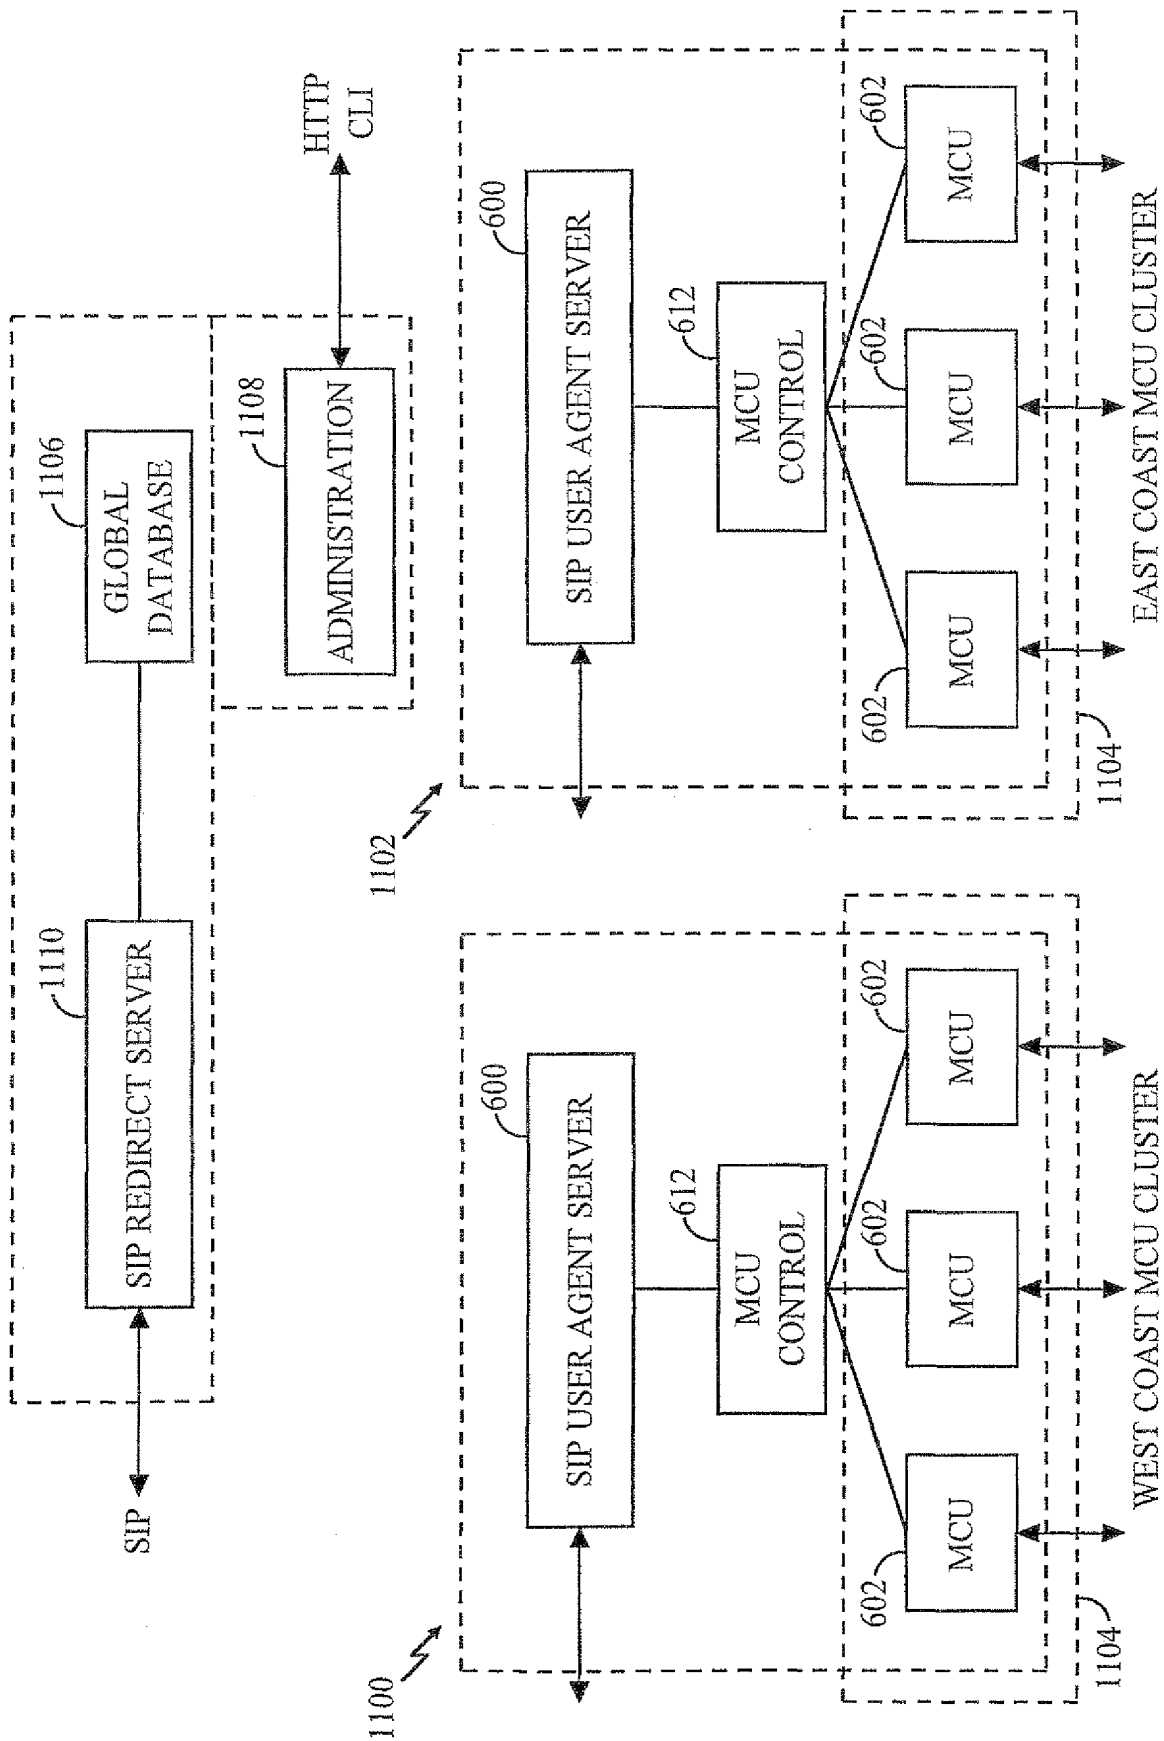 SIP
1110
SIP REDIRECT SERVER
1106
GLOBAL
DATABASE
1108
ADMINISTRATION
HTTP
CLI
1100
600
SIP USER AGENT SERVER
612
MCU
CONTROL
602
MCU
602
MCU
602
MCU
1104
WEST COAST MCU CLUSTER
1102
600
SIP USER AGENT SERVER
612
MCU
CONTROL
602
MCU
602
MCU
602
MCU
1104
EAST COAST MCU CLUSTER